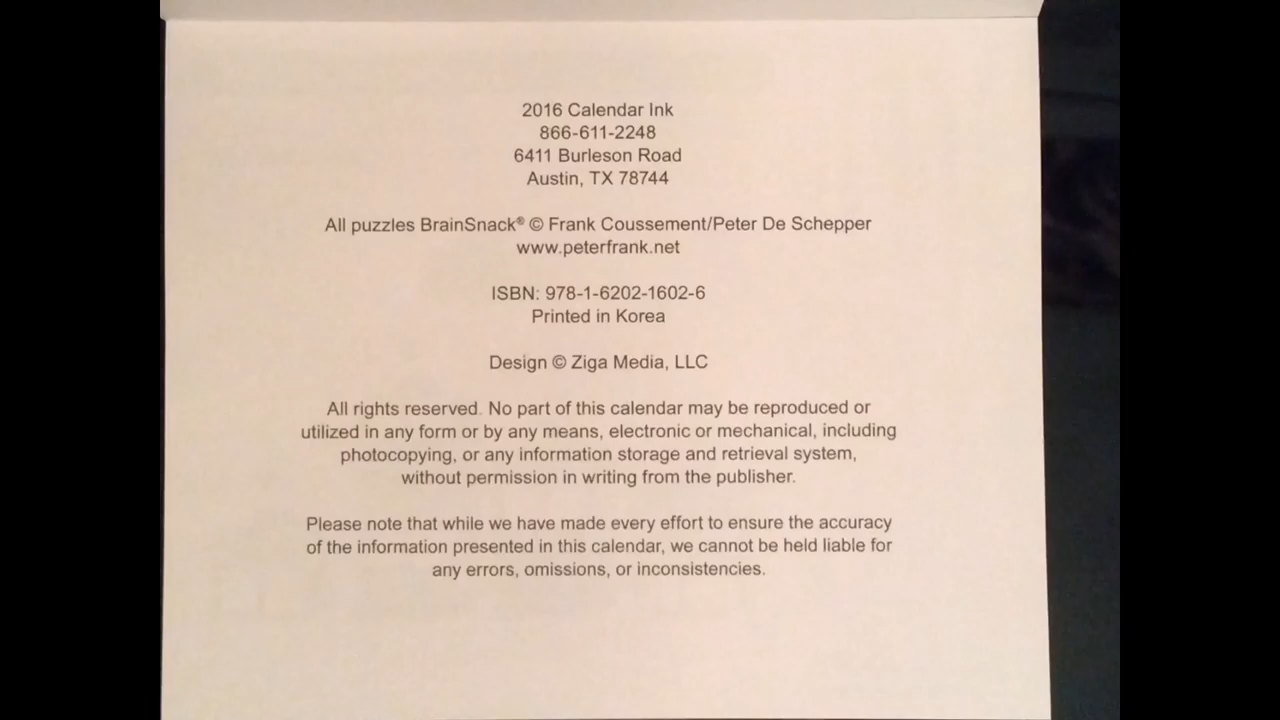 2016 Calendar Ink
866-611-2248
6411 Burleson Road
Austin, TX 78744
All puzzles BrainSnack® © Frank Coussement/Peter De Schepper
www.peterfrank.net
ISBN: 978-1-6202-1602-6
Printed in Korea
Design © Ziga Media, LLC
All rights reserved. No part of this calendar may be reproduced or
utilized in any form or by any means, electronic or mechanical, including
photocopying, or any information storage and retrieval system,
without permission in writing from the publisher.
Please note that while we have made every effort to ensure the accuracy
of the information presented in this calendar, we cannot be held liable for
any errors, omissions, or inconsistencies.